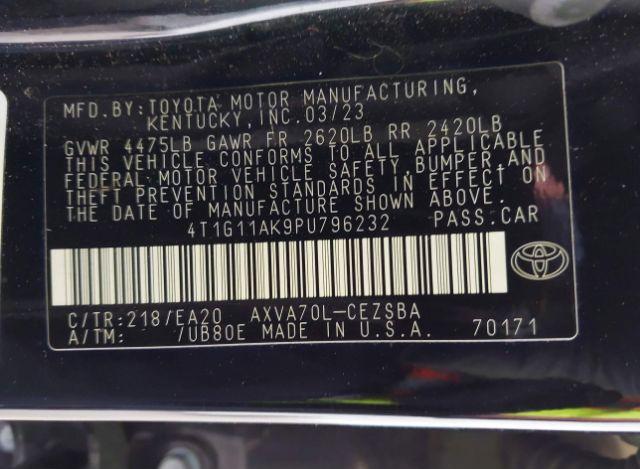 MFD.BY:TOYOTA MOTOR MANUFACTURING,
KENTUCKY,INC.03/23
GVWR 4475LB GAWR FR 2620LB RR 2420LB
THIS VEHICLE CONFORMS TO ALL APPLICABLE
FEDERAL MOTOR VEHICLE SAFETY,BUMPER,AND
THEFT PREVENTION STANDARDS IN EFFECT ON
THE DATE OF MANUFACTURE SHOWN ABOVE.
4T1G11AK9PU796232 PASS.CAR
C/TR:218/EA20 AXVA70L-CEZSBA
A/TM: /UB80E MADE IN U.S.A. 70171